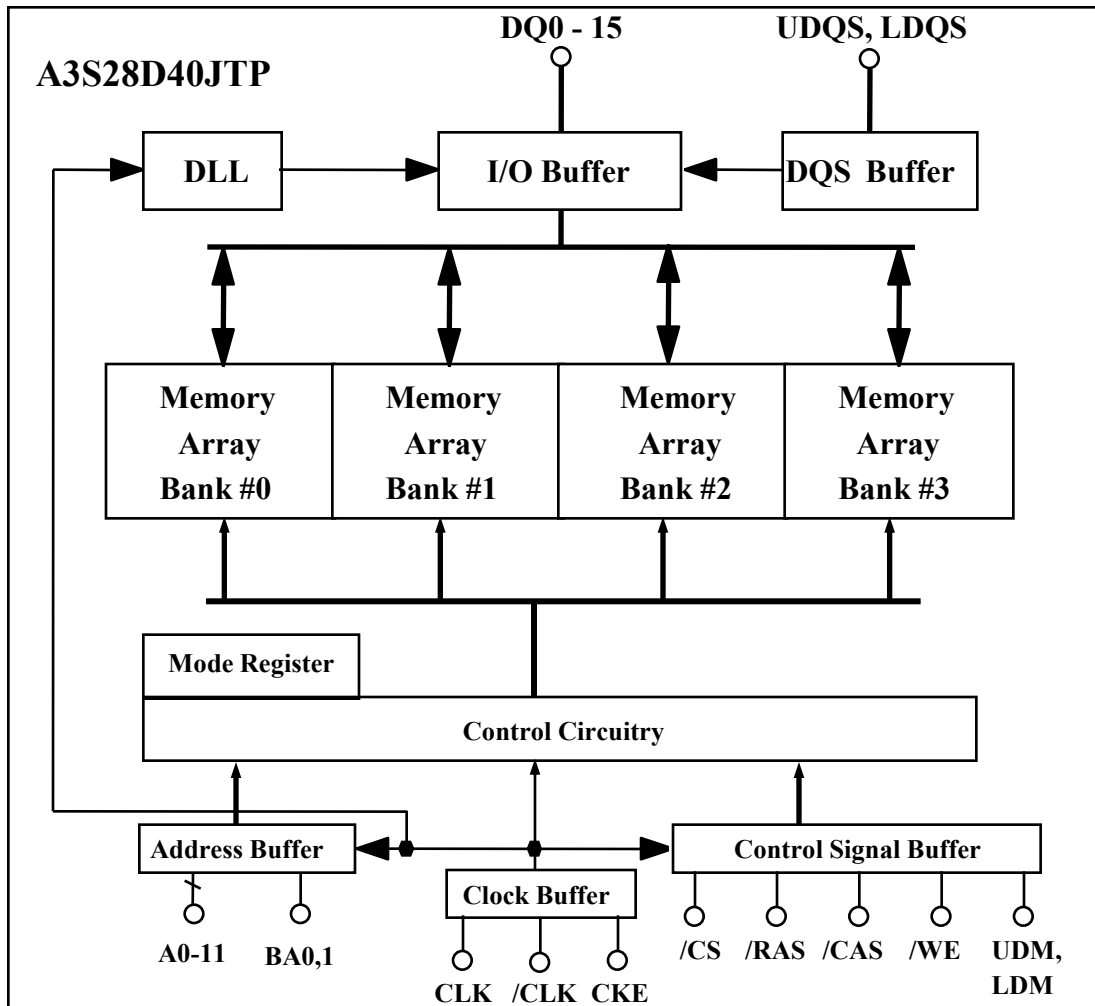 DQ0 - 15
UDQS, LDQS
A3S28D40JTP
DLL
I/O Buffer
DQS Buffer
Memory
Array
Bank #0
Memory
Array
Bank #1
Memory
Array
Bank #2
Memory
Array
Bank #3
Mode Register
Control Circuitry
Address Buffer
Control Signal Buffer
Clock Buffer
A0-11
BA0,1
CLK
/CLK
CKE
/CS
/RAS
/CAS
/WE
UDM,
LDM